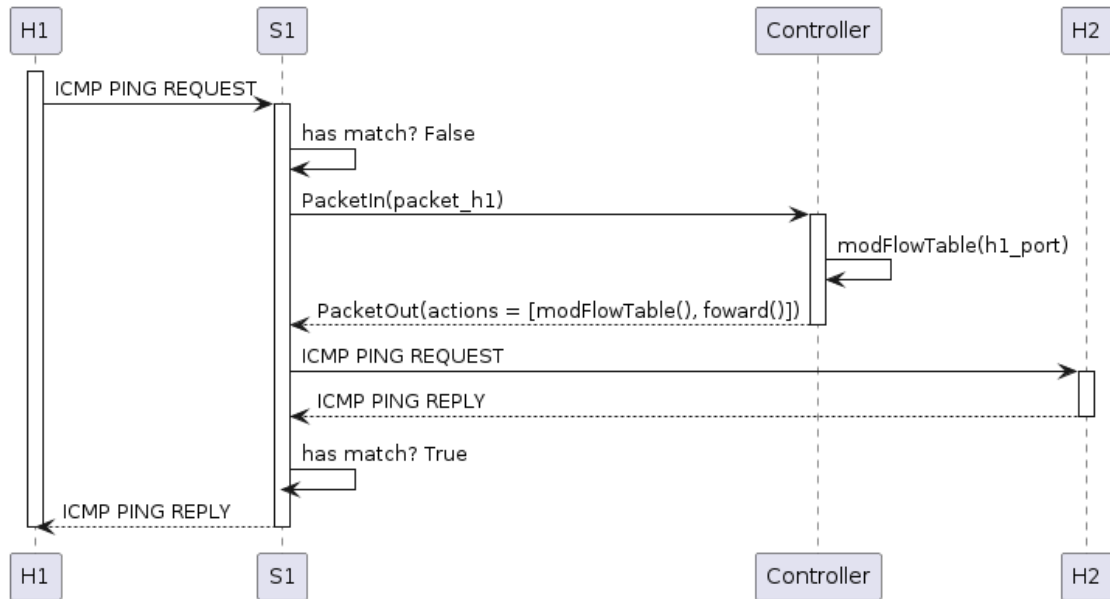 H1
S1
Controller
H2
ICMP PING REQUEST
has match? False
PacketIn(packet_h1)
modFlowTable(h1_port)
PacketOut(actions = [modFlowTable(), foward()])
ICMP PING REQUEST
ICMP PING REPLY
has match? True
ICMP PING REPLY
H1
S1
Controller
H2